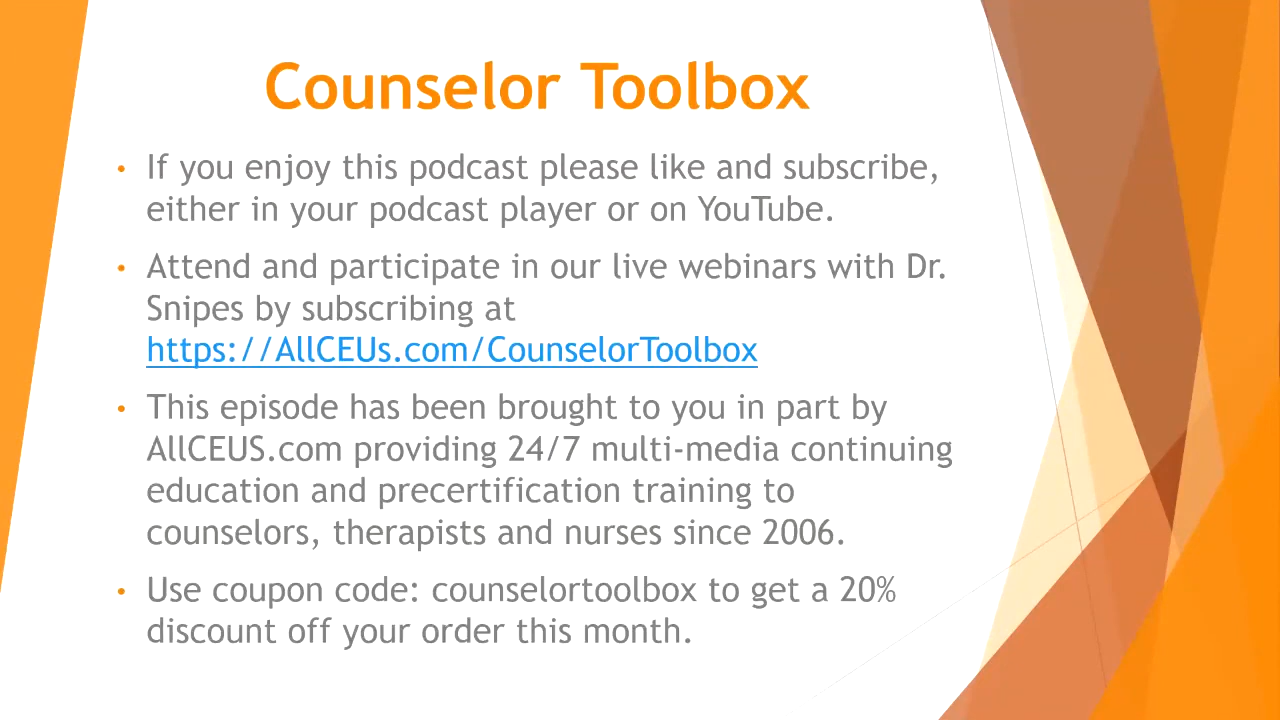 Counselor Toolbox
• If you enjoy this podcast please like and subscribe,
either in your podcast player or on YouTube.
• Attend and participate in our live webinars with Dr.
Snipes by subscribing at
https://AllCEUs.com/CounselorToolbox
• This episode has been brought to you in part by
AllCEUS.com providing 24/7 multi-media continuing
education and precertification training to
counselors, therapists and nurses since 2006.
• Use coupon code: counselortoolbox to get a 20%
discount off your order this month.